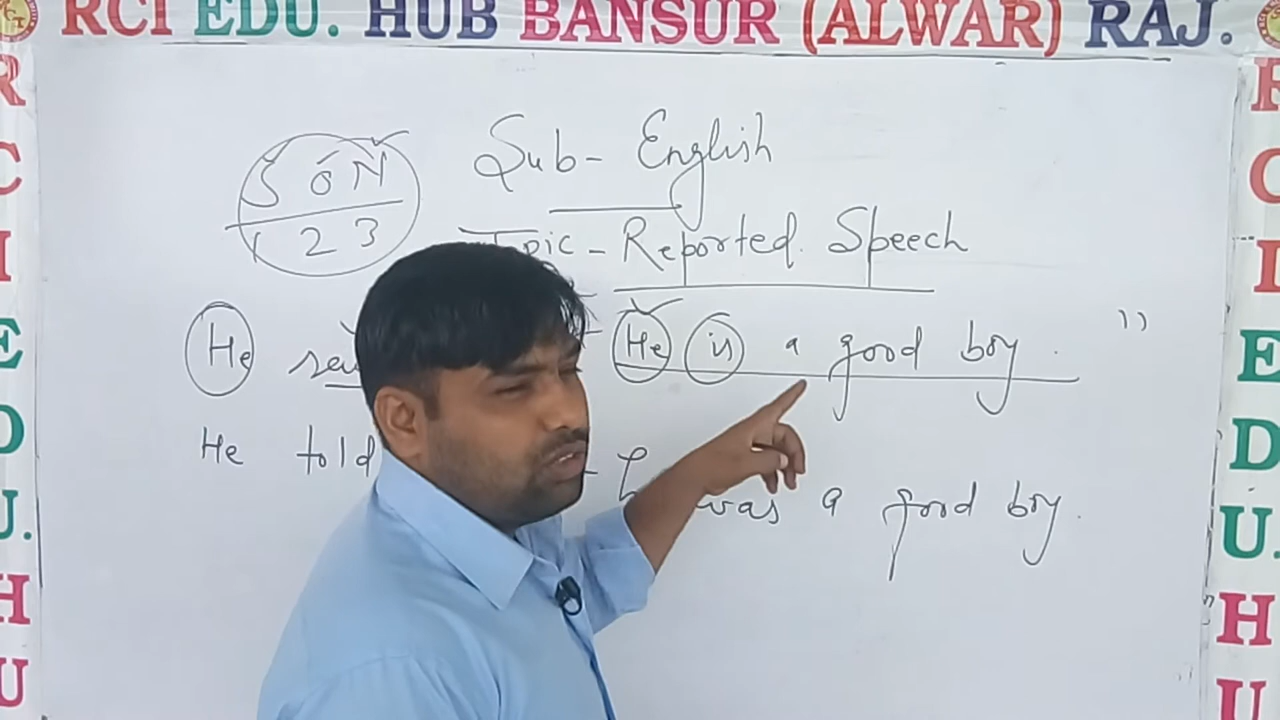 RCI EDU. HUB BANSUR (ALWAR) RAJ.
S O N
1 2 3
Sub- English
Topic - Reported Speech
He He is a good boy. "
He told was a good boy.
R
C
I
E
D
U.
H
U
R
C
I
E
D
U.
H
U